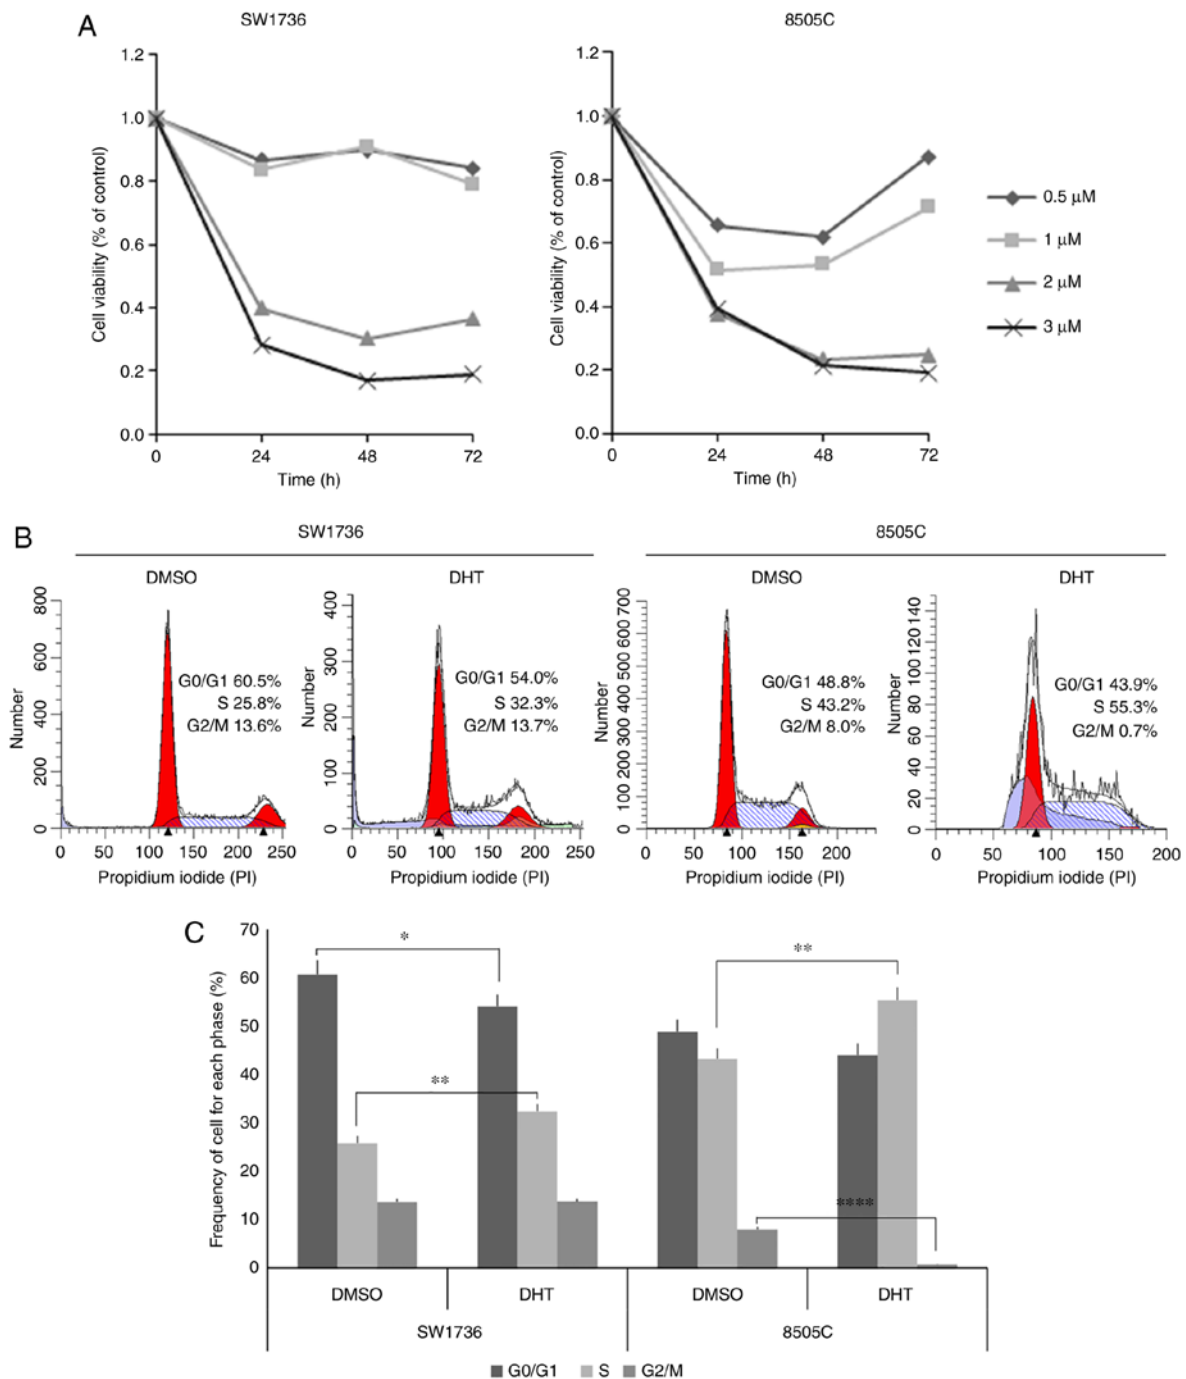 A
SW1736
8505C
Cell viability (% of control)
1.2
1.0
0.8
0.6
0.4
0.2
0.0
0 24 48 72
Time (h)
Cell viability (% of control)
1.2
1.0
0.8
0.6
0.4
0.2
0.0
0 24 48 72
Time (h)
0.5 μM
1 μM
2 μM
3 μM
B
SW1736
8505C
DMSO
DHT
DMSO
DHT
Number
800
600
400
200
0
G0/G1 60.5%
S 25.8%
G2/M 13.6%
0 50 100 150 200 250
Propidium iodide (PI)
Number
400
300
200
100
0
G0/G1 54.0%
S 32.3%
G2/M 13.7%
0 50 100 150 200 250
Propidium iodide (PI)
Number
700
600
500
400
300
200
100
0
G0/G1 48.8%
S 43.2%
G2/M 8.0%
0 50 100 150 200
Propidium iodide (PI)
Number
140
120
100
80
60
40
20
0
G0/G1 43.9%
S 55.3%
G2/M 0.7%
0 50 100 150 200
Propidium iodide (PI)
C
Frequency of cell for each phase (%)
70
60
50
40
30
20
10
0
*
**
**
****
DMSO DHT DMSO DHT
SW1736 8505C
G0/G1 S G2/M